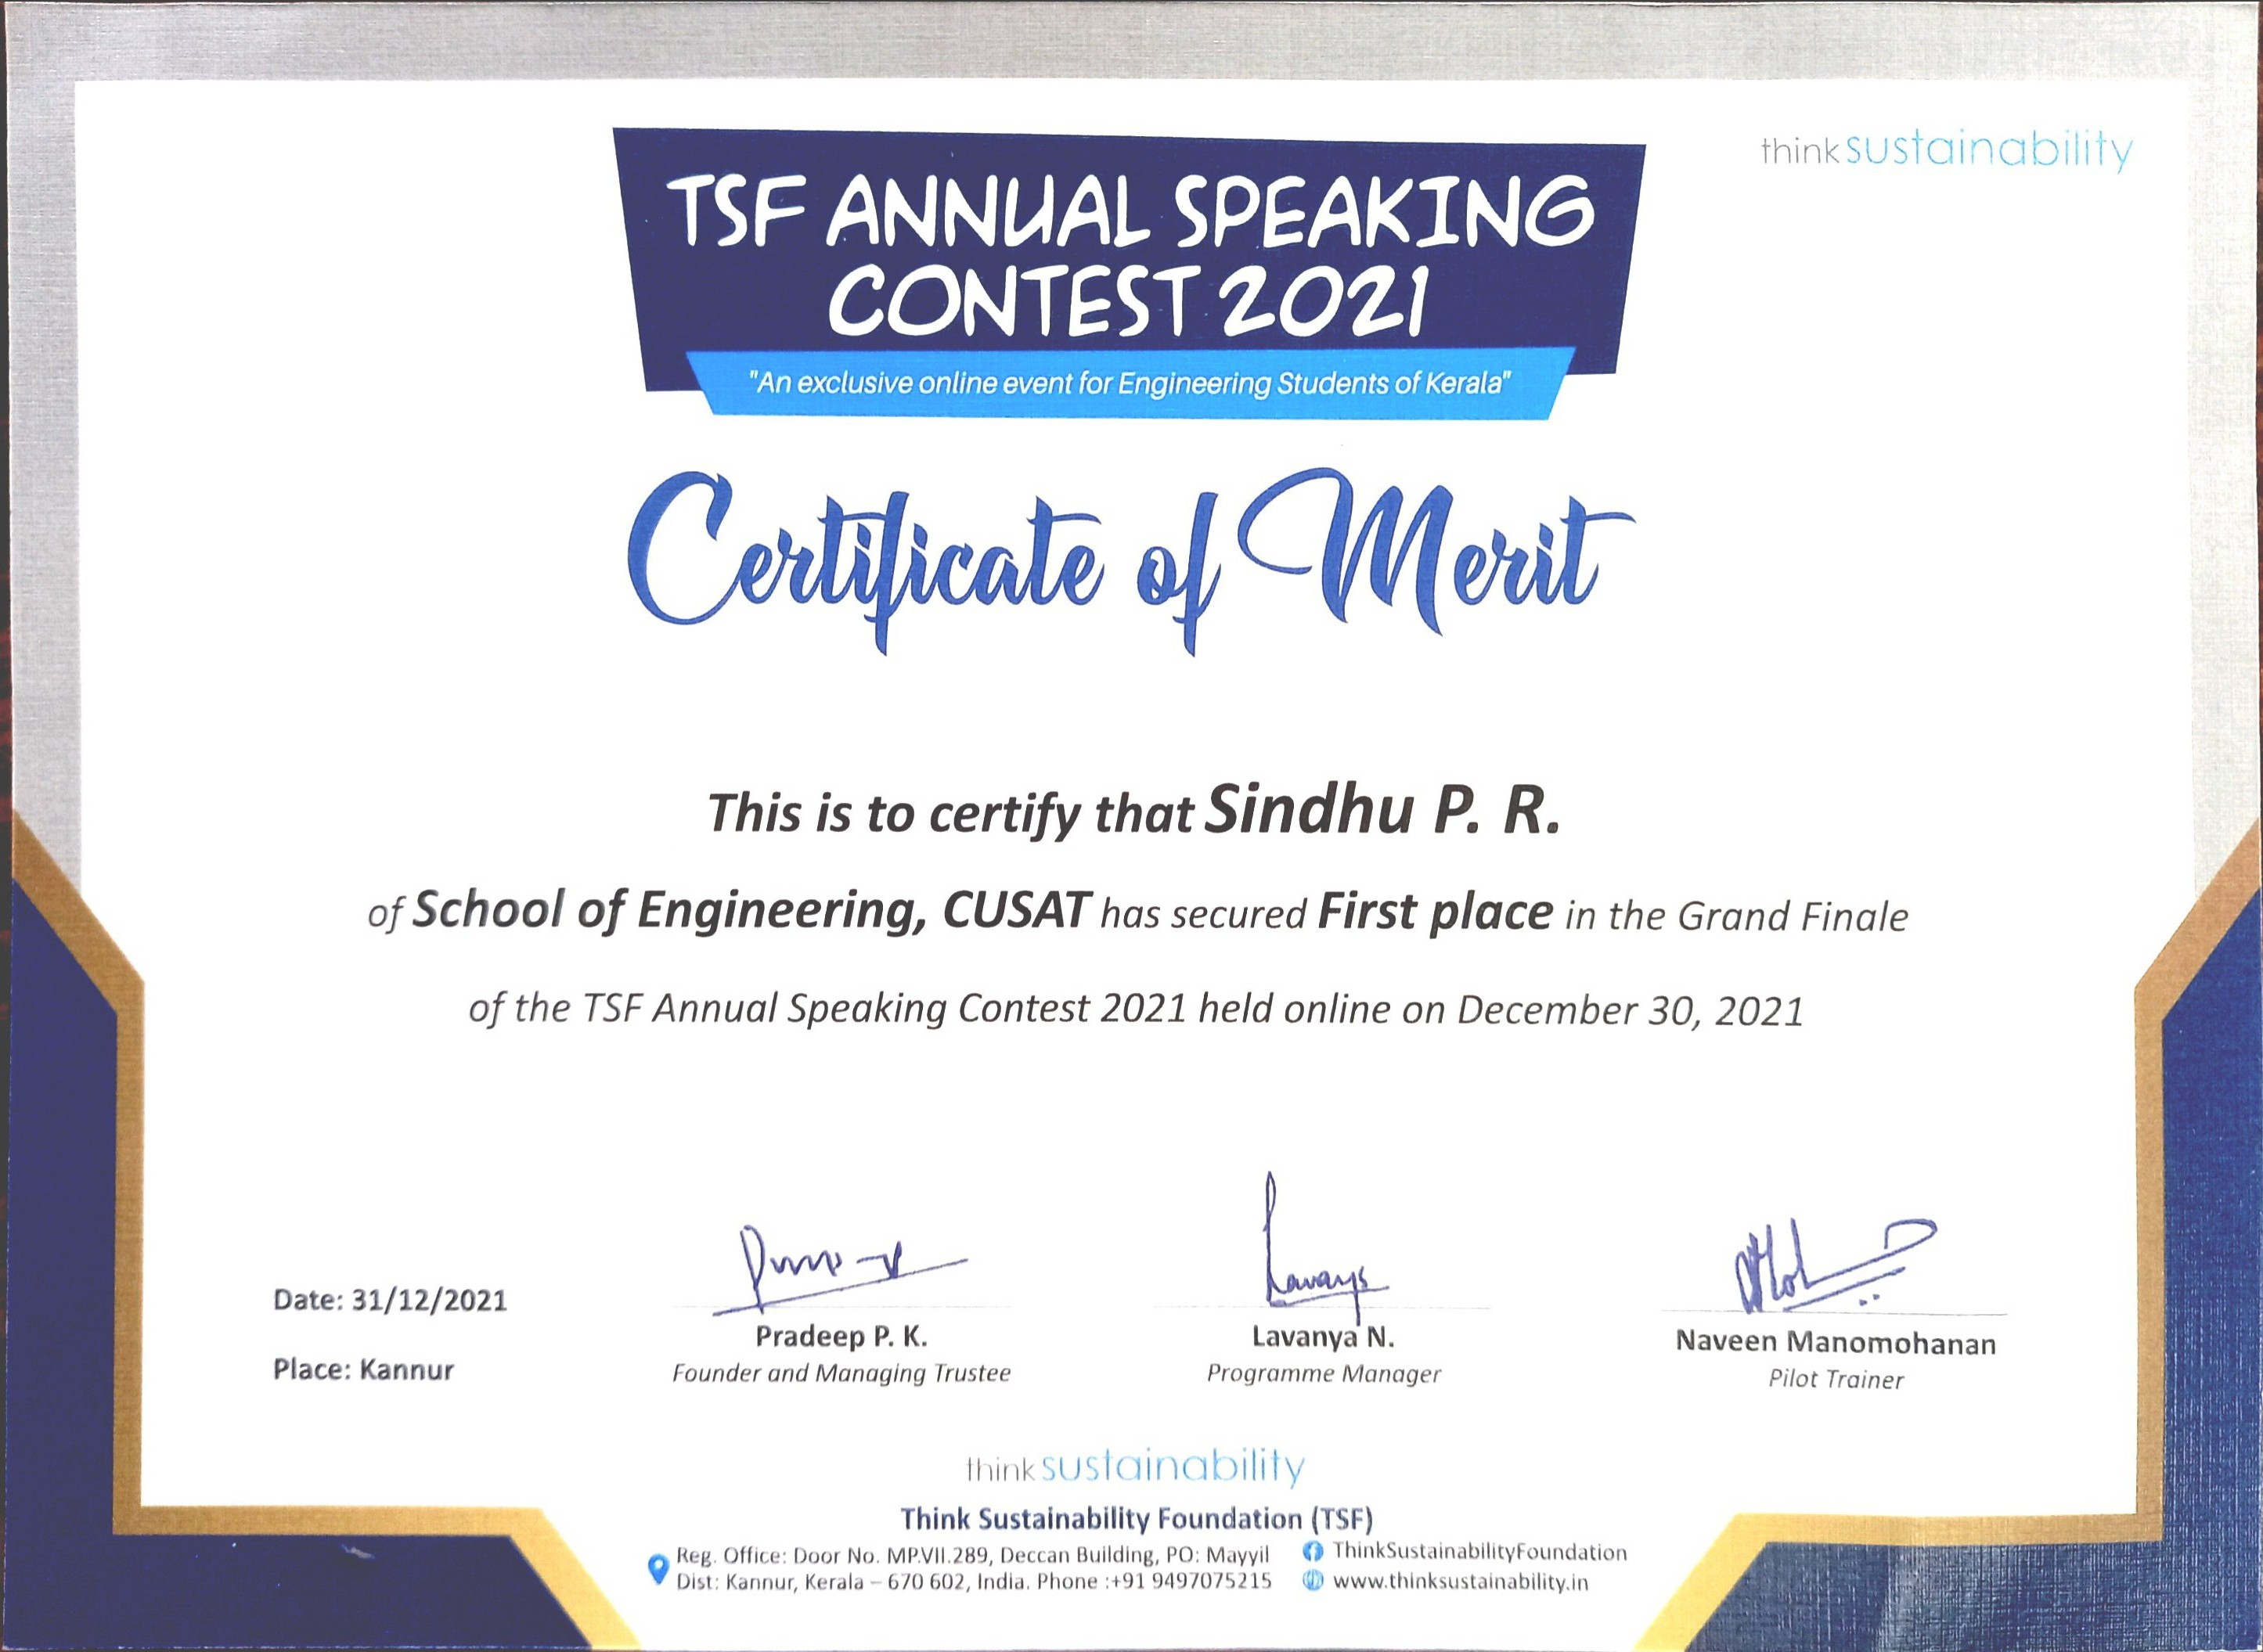 think sustainability
TSF ANNUAL SPEAKING
CONTEST 2021
"An exclusive online event for Engineering Students of Kerala"
Certificate of Merit
This is to certify that Sindhu P. R.
of School of Engineering, CUSAT has secured First place in the Grand Finale
of the TSF Annual Speaking Contest 2021 held online on December 30, 2021
Date: 31/12/2021
Place: Kannur
Lavanya
Pradeep P. K.
Founder and Managing Trustee
Lavanya N.
Programme Manager
Naveen Manomohanan
Pilot Trainer
think sustainability
Think Sustainability Foundation (TSF)
Reg. Office: Door No. MP.VII.289, Deccan Building, PO: Mayyil
Dist: Kannur, Kerala – 670 602, India. Phone :+91 9497075215
ThinkSustainabilityFoundation
www.thinksustainability.in